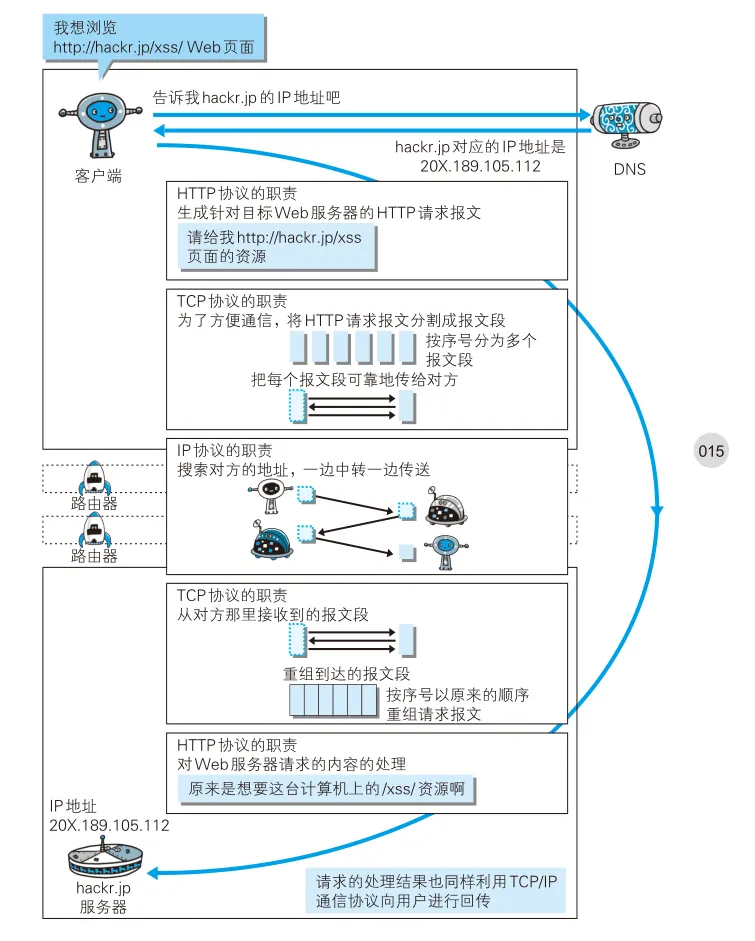 我想浏览
http://hackr.jp/xss/ Web页面
告诉我hackr.jp的IP地址吧
hackr.jp对应的IP地址是
20X.189.105.112
客户端
DNS
HTTP协议的职责
生成针对目标Web服务器的HTTP请求报文
请给我http://hackr.jp/xss
页面的资源
TCP协议的职责
为了方便通信，将HTTP请求报文分割成报文段
按序号分为多个
报文段
把每个报文段可靠地传给对方
015
IP协议的职责
搜索对方的地址，一边中转一边传送
路由器
路由器
TCP协议的职责
从对方那里接收到的报文段
重组到达的报文段
按序号以原来的顺序
重组请求报文
HTTP协议的职责
对Web服务器请求的内容的处理
原来是想要这台计算机上的/xss/资源啊
IP地址
20X.189.105.112
hackr.jp
服务器
请求的处理结果也同样利用TCP/IP
通信协议向用户进行回传